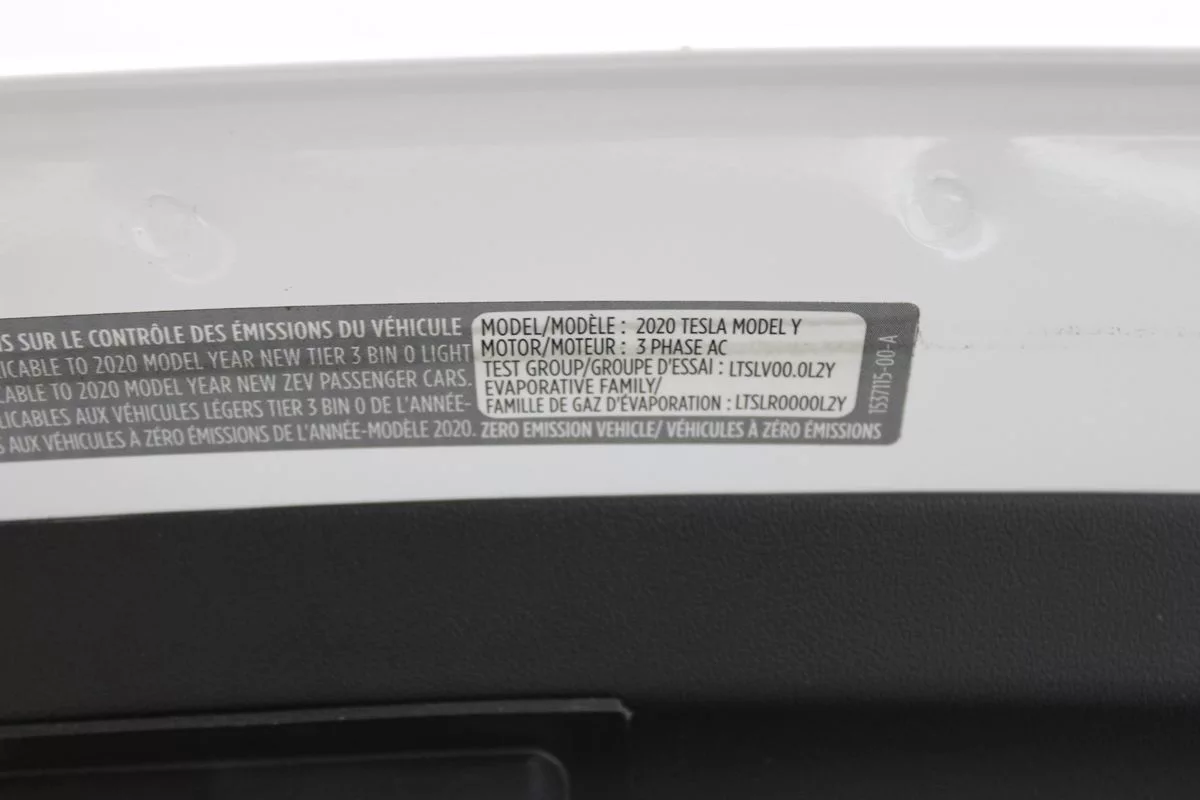 S SUR LE CONTRÔLE DES ÉMISSIONS DU VÉHICULE
ICABLE TO 2020 MODEL YEAR NEW TIER 3 BIN 0 LIGHT
CABLE TO 2020 MODEL YEAR NEW ZEV PASSENGER CARS.
LICABLES AUX VÉHICULES LÉGERS TIER 3 BIN 0 DE L'ANNÉE-
S AUX VÉHICULES À ZÉRO ÉMISSIONS DE L'ANNÉE-MODÈLE 2020.
MODEL/MODÈLE : 2020 TESLA MODEL Y
MOTOR/MOTEUR : 3 PHASE AC
TEST GROUP/GROUPE D'ESSAI : LTSLV00.0L2Y
EVAPORATIVE FAMILY/
FAMILLE DE GAZ D'ÉVAPORATION : LTSLR0000L2Y
ZERO EMISSION VEHICLE/ VÉHICULES À ZÉRO ÉMISSIONS
1537115-00-A